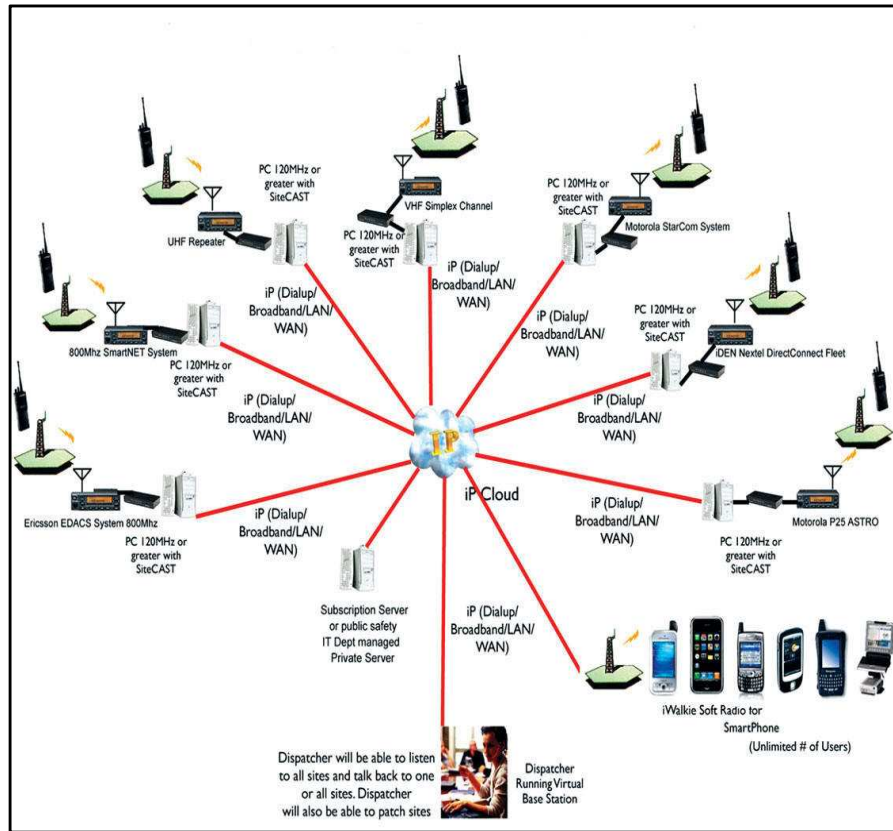 PC 120MHz or
greater with
SiteCAST
UHF Repeater
iP (Dialup/
Broadband/LAN/
WAN)
VHF Simplex Channel
PC 120MHz or
greater with
SiteCAST
iP (Dialup/
Broadband/LAN/
WAN)
PC 120MHz or
greater with
SiteCAST
Motorola StarCom System
iP (Dialup/
Broadband/LAN/
WAN)
800Mhz SmartNET System
PC 120MHz or
greater with
SiteCAST
iP (Dialup/
Broadband/LAN/
WAN)
PC 120MHz or
greater with
SiteCAST
iDEN Nextel DirectConnect Fleet
iP (Dialup/
Broadband/LAN/
WAN)
IP
iP Cloud
Ericsson EDACS System 800Mhz
PC 120MHz or
greater with
SiteCAST
iP (Dialup/
Broadband/LAN/
WAN)
iP (Dialup/
Broadband/LAN/
WAN)
Motorola P25 ASTRO
PC 120MHz or
greater with
SiteCAST
Subscription Server
or public safety
IT Dept managed
Private Server
iP (Dialup/
Broadband/LAN/
WAN)
iWalkie Soft Radio for
SmartPhone
(Unlimited # of Users)
Dispatcher will be able to listen
to all sites and talk back to one
or all sites. Dispatcher
will also be able to patch sites
Dispatcher
Running Virtual
Base Station